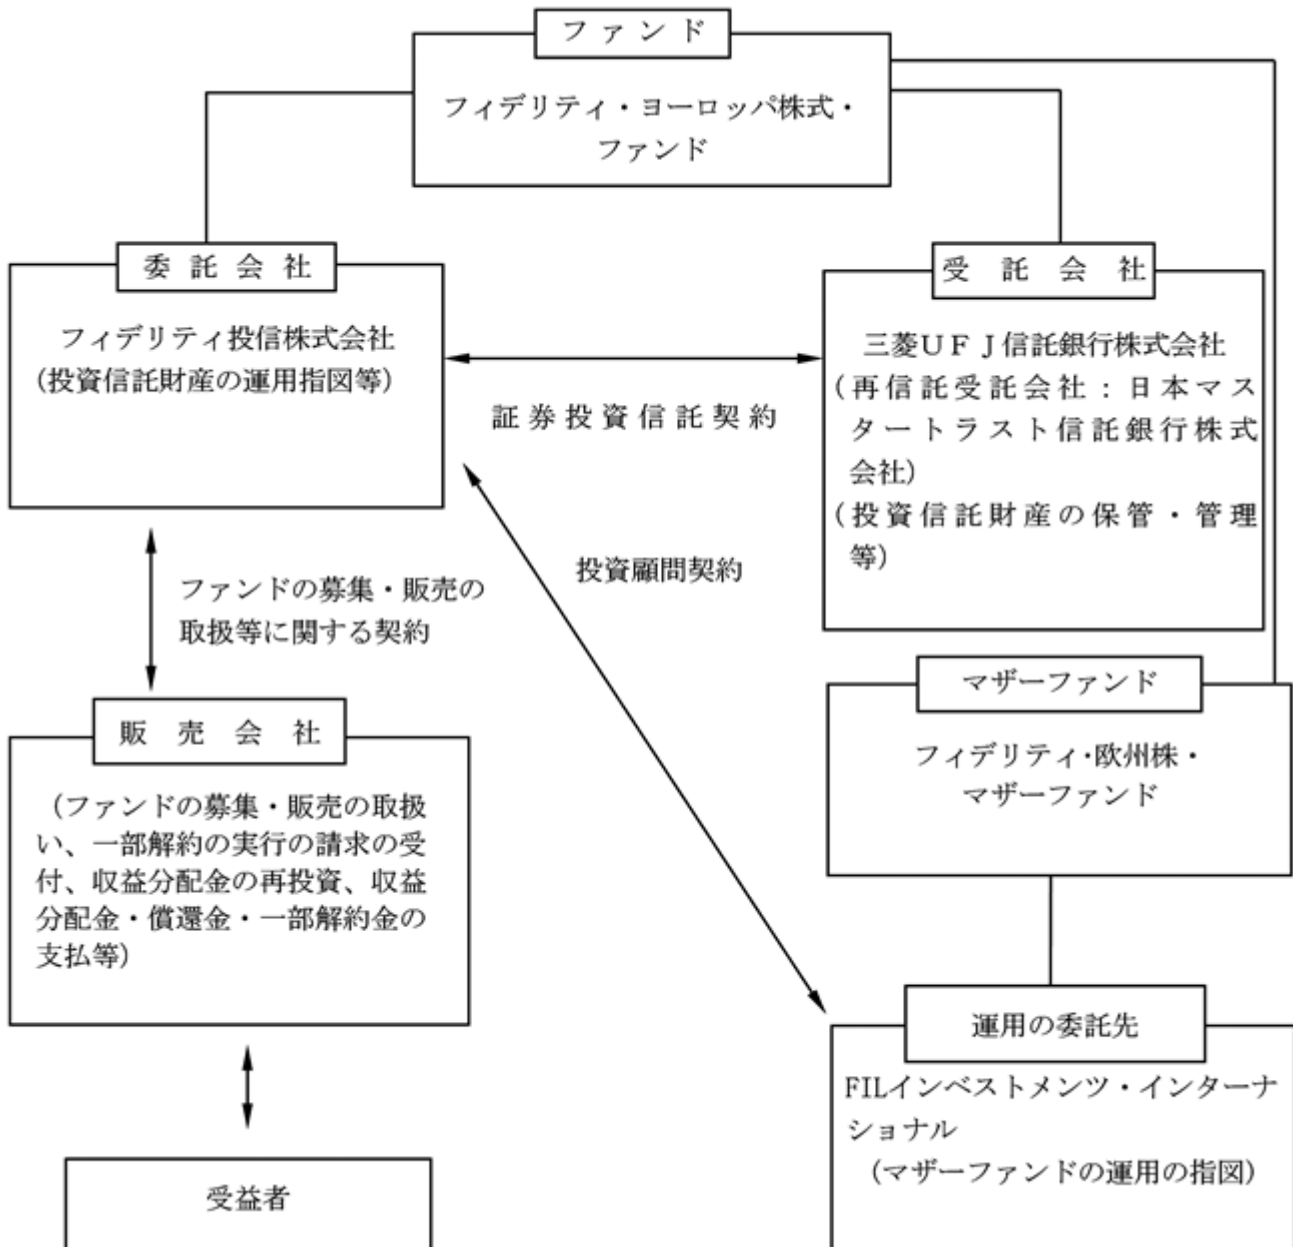 ファンド
フィデリティ・ヨーロッパ株式・
ファンド
委託会社
フィデリティ投信株式会社
(投資信託財産の運用指図等)
受託会社
三菱UFJ信託銀行株式会社
(再信託受託会社:日本マス
タートラスト信託銀行株式
会社)
(投資信託財産の保管・管理
等)
証券投資信託契約
投資顧問契約
ファンドの募集・販売の
取扱等に関する契約
マザーファンド
フィデリティ・欧州株・
マザーファンド
販売会社
(ファンドの募集・販売の取扱
い、一部解約の実行の請求の受
付、収益分配金の再投資、収益
分配金・償還金・一部解約金の
支払等)
運用の委託先
FILインベストメンツ・インターナ
ショナル
(マザーファンドの運用の指図)
受益者